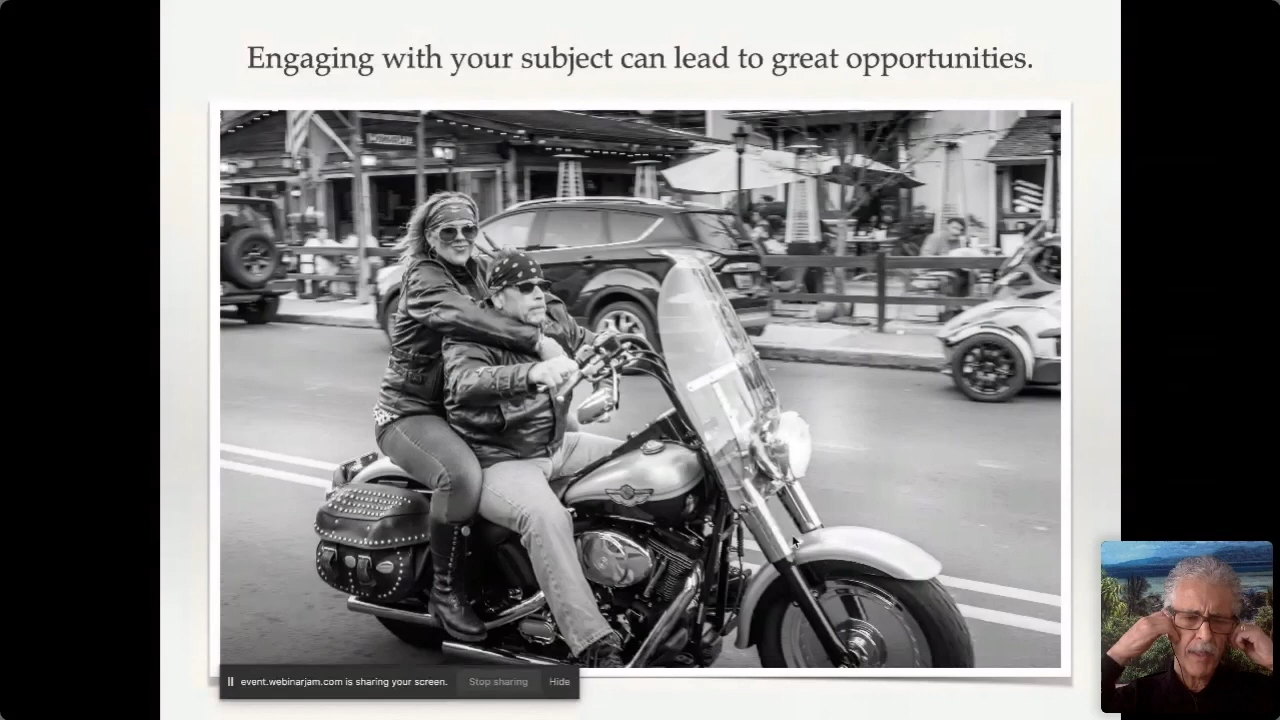 Engaging with your subject can lead to great opportunities.
event.webinarjam.com is sharing your screen. Stop sharing Hide